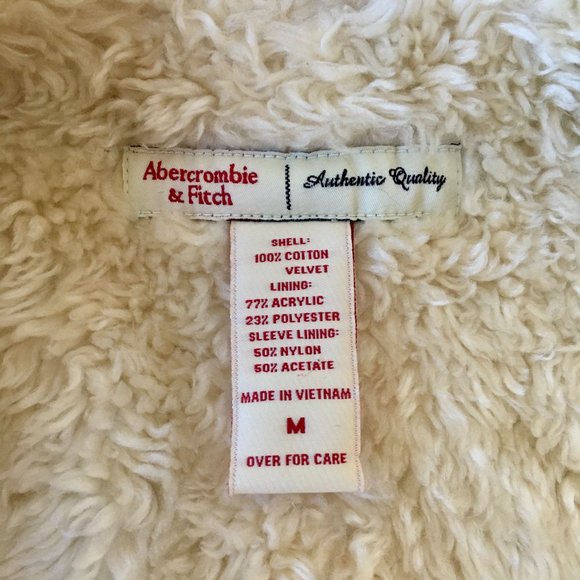 Abercrombie
& Fitch
Authentic Quality
SHELL:
100% COTTON
VELVET
LINING:
77% ACRYLIC
23% POLYESTER
SLEEVE LINING:
50% NYLON
50% ACETATE
MADE IN VIETNAM
M
OVER FOR CARE